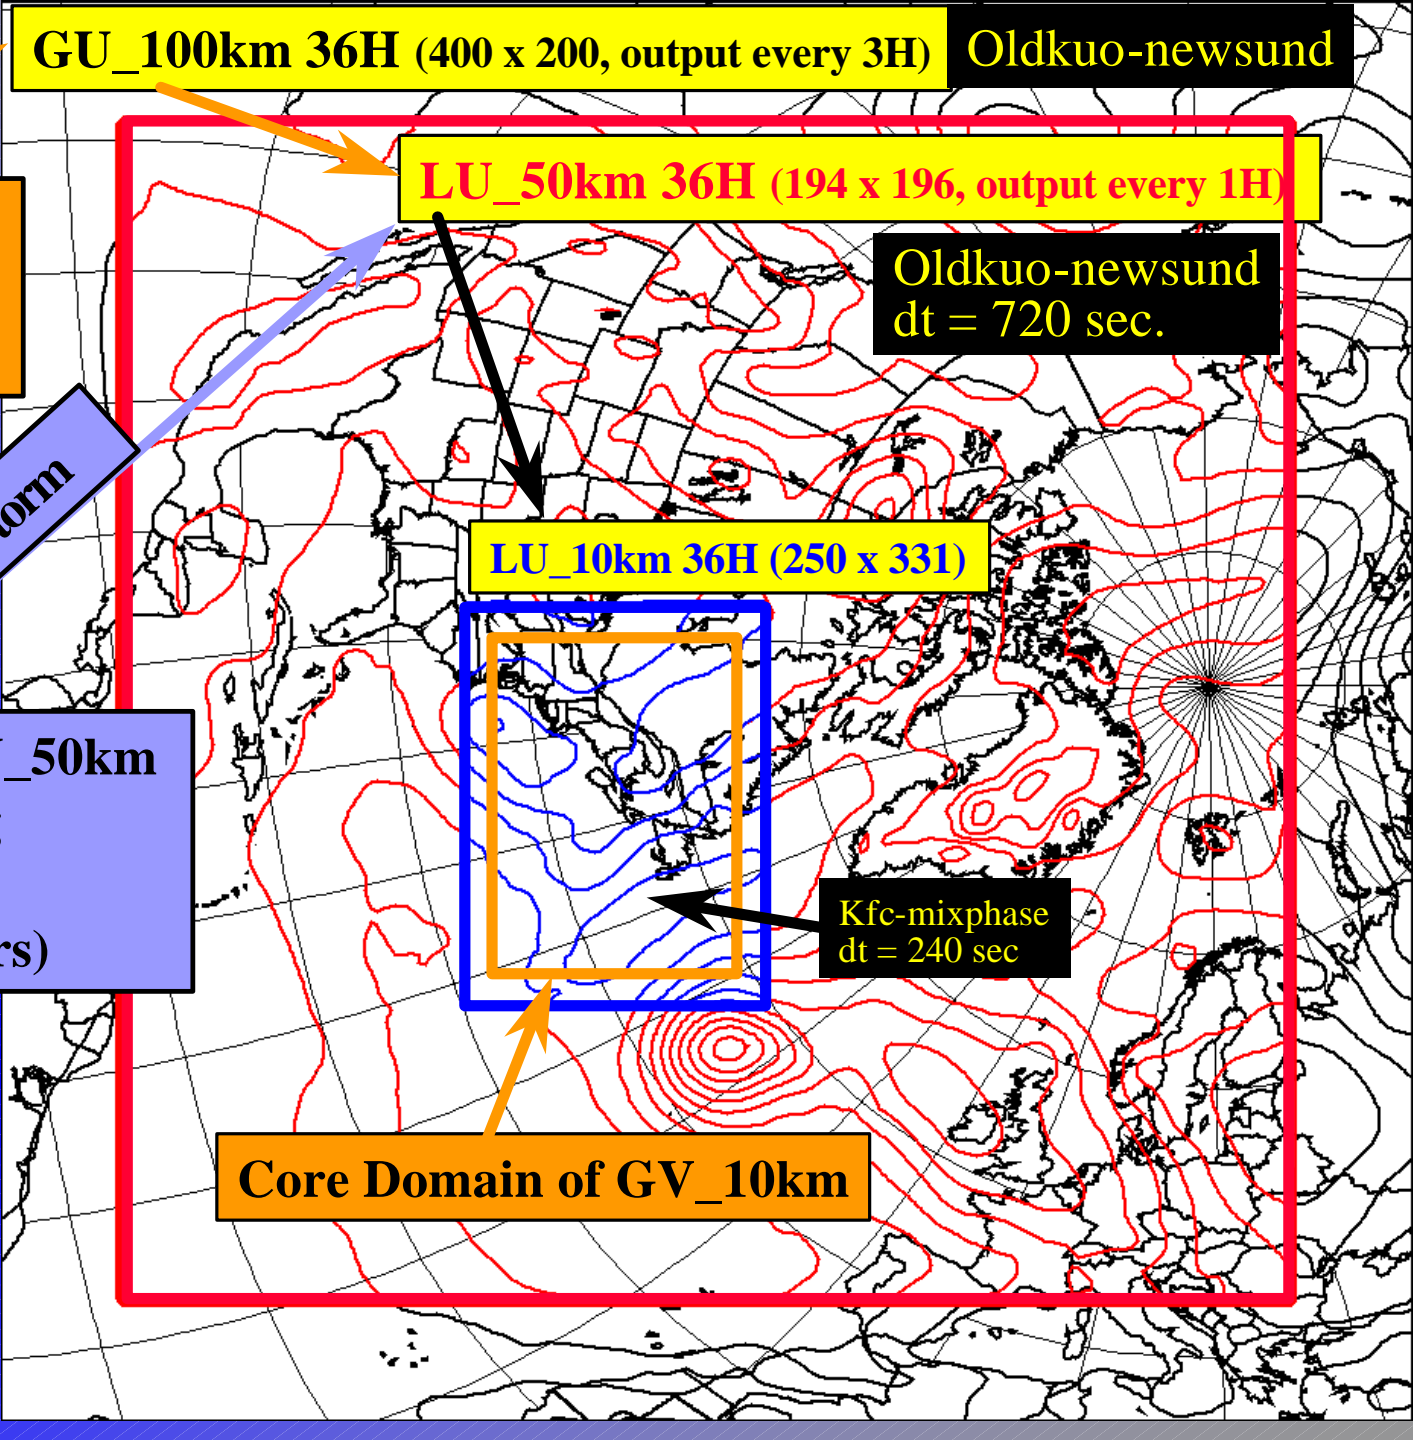 GU_100km 36H (400 x 200, output every 3H)
Oldkuo-newsund
LU_50km 36H (194 x 196, output every 1H)
Oldkuo-newsund
dt = 720 sec.
LU_10km 36H (250 x 331)
_50km
rs)
Kfc-mixphase
dt = 240 sec
Core Domain of GV_10km